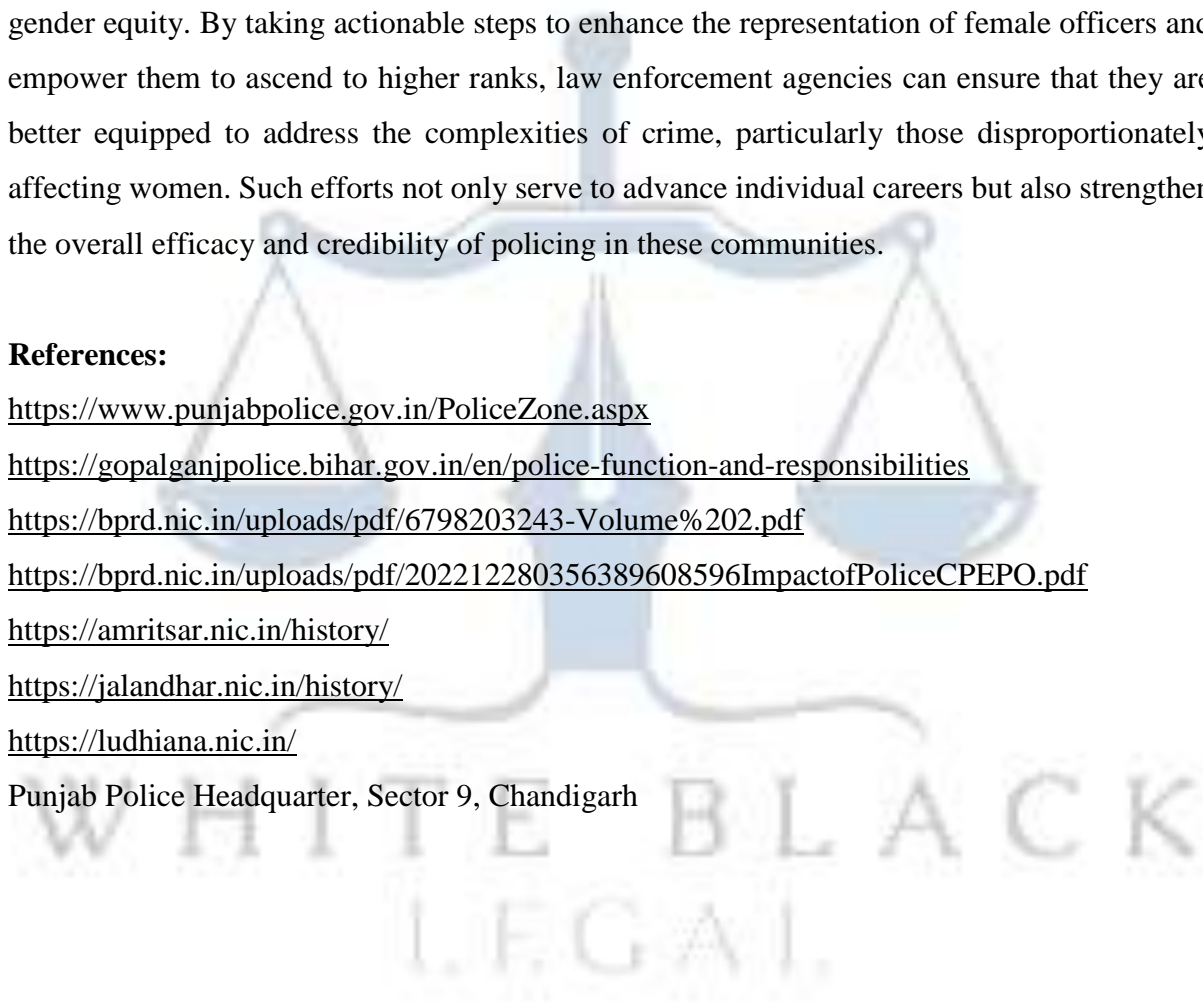 gender equity. By taking actionable steps to enhance the representation of female officers and
empower them to ascend to higher ranks, law enforcement agencies can ensure that they are
better equipped to address the complexities of crime, particularly those disproportionately
affecting women. Such efforts not only serve to advance individual careers but also strengthen
the overall efficacy and credibility of policing in these communities.
References:
https://www.punjabpolice.gov.in/PoliceZone.aspx
https://gopalganjpolice.bihar.gov.in/en/police-function-and-responsibilities
https://bprd.nic.in/uploads/pdf/6798203243-Volume%202.pdf
https://bprd.nic.in/uploads/pdf/202212280356389608596ImpactofPoliceCPEPO.pdf
https://amritsar.nic.in/history/
https://jalandhar.nic.in/history/
https://ludhiana.nic.in/
Punjab Police Headquarter, Sector 9, Chandigarh
WHITE BLACK
LEGAL